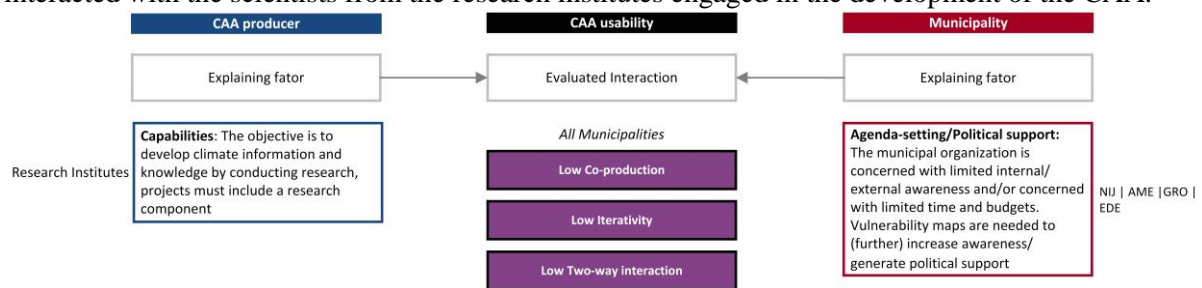 interacted with the scientists from the research institutes engaged in the development of the CAA.
CAA producer
CAA usability
Municipality
Explaining fator
Evaluated Interaction
Explaining fator
Research Institutes
Capabilities: The objective is to
develop climate information and
knowledge by conducting research,
projects must include a research
component
All Municipalities
Low Co-production
Low Iterativity
Low Two-way interaction
Agenda-setting/Political support:
The municipal organization is
concerned with limited internal/
external awareness and/or concerned
with limited time and budgets.
Vulnerability maps are needed to
(further) increase awareness/
generate political support
NIJ | AME |GRO |
EDE